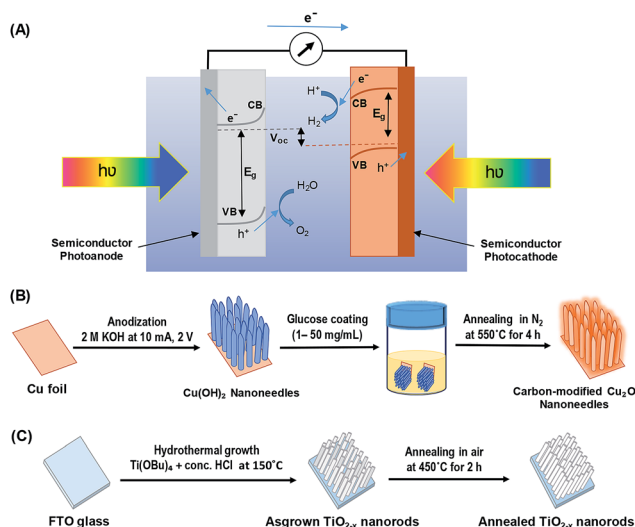 (A)
e⁻
hυ
e⁻
CB
E_g
VB
h⁺
H₂O
O₂
V_oc
H⁺
H₂
e⁻
CB
E_g
VB
h⁺
hυ
Semiconductor
Photoanode
Semiconductor
Photocathode
(B)
Cu foil
Anodization
2 M KOH at 10 mA, 2 V
Cu(OH)₂ Nanoneedles
Glucose coating
(1– 50 mg/mL)
Annealing in N₂
at 550˚C for 4 h
Carbon-modified Cu₂O
Nanoneedles
(C)
FTO glass
Hydrothermal growth
Ti(OBu)₄ + conc. HCl at 150˚C
Asgrown TiO₂₋ₓ nanorods
Annealing in air
at 450˚C for 2 h
Annealed TiO₂₋ₓ nanorods